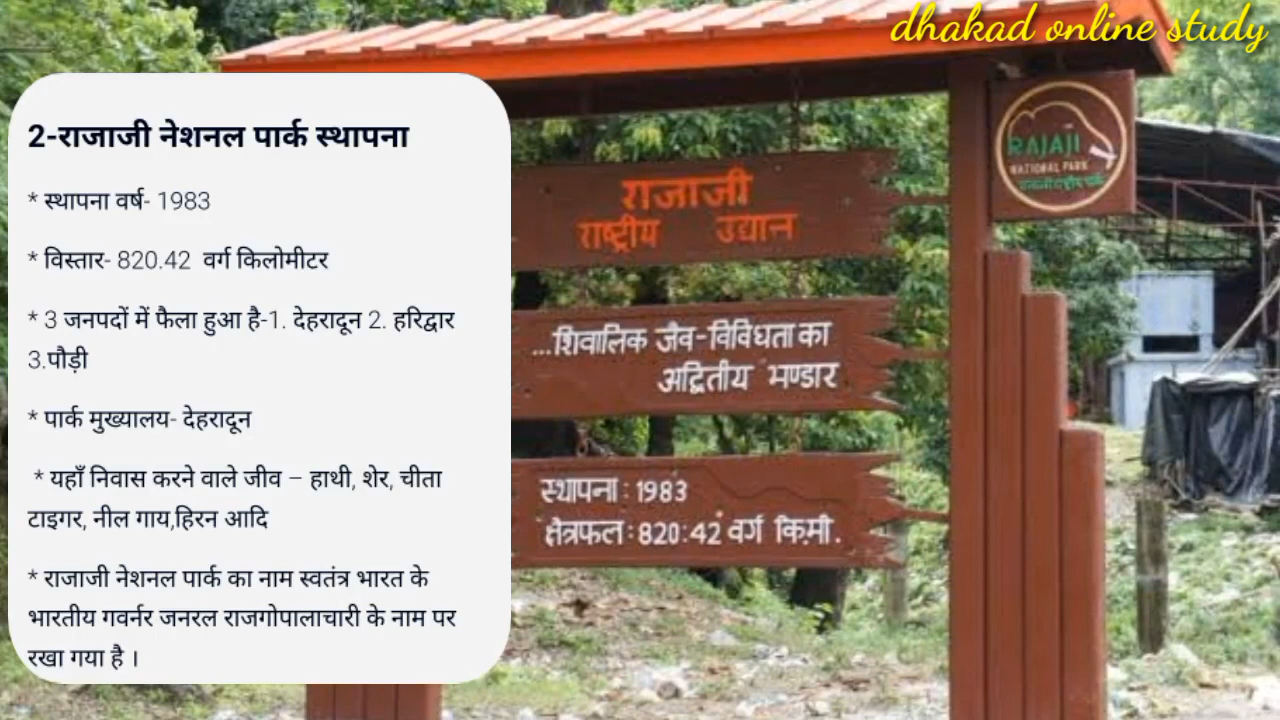 dhakad online study
2-राजाजी नेशनल पार्क स्थापना
* स्थापना वर्ष- 1983
* विस्तार- 820.42 वर्ग किलोमीटर
* 3 जनपदों में फैला हुआ है-1. देहरादून 2. हरिद्वार
3.पौड़ी
* पार्क मुख्यालय- देहरादून
* यहाँ निवास करने वाले जीव – हाथी, शेर, चीता
टाइगर, नील गाय,हिरन आदि
* राजाजी नेशनल पार्क का नाम स्वतंत्र भारत के
भारतीय गवर्नर जनरल राजगोपालाचारी के नाम पर
रखा गया है ।
राजाजी
राष्ट्रीय उद्यान
...शिवालिक जैव-विविधता का
अद्वितीय भण्डार
स्थापना : 1983
क्षेत्रफल : 820:42 वर्ग कि.मी.
RAJAJI
NATIONAL PARK